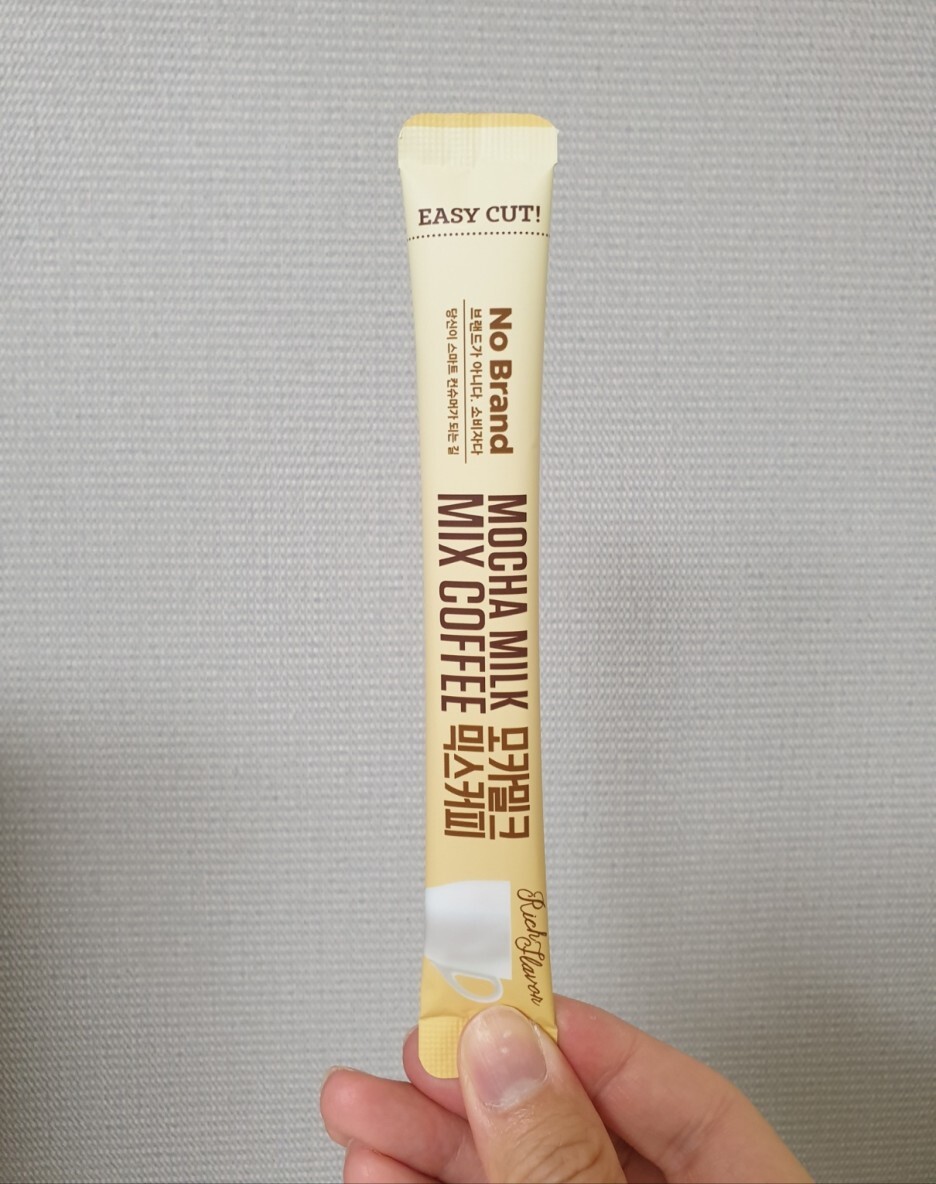 EASY CUT!
No Brand
브랜드가 아니다. 소비자다
당신이 스마트 컨슈머가 되는 길
MOCHA MILK
MIX COFFEE
모카밀크
믹스커피
Rich Flavor